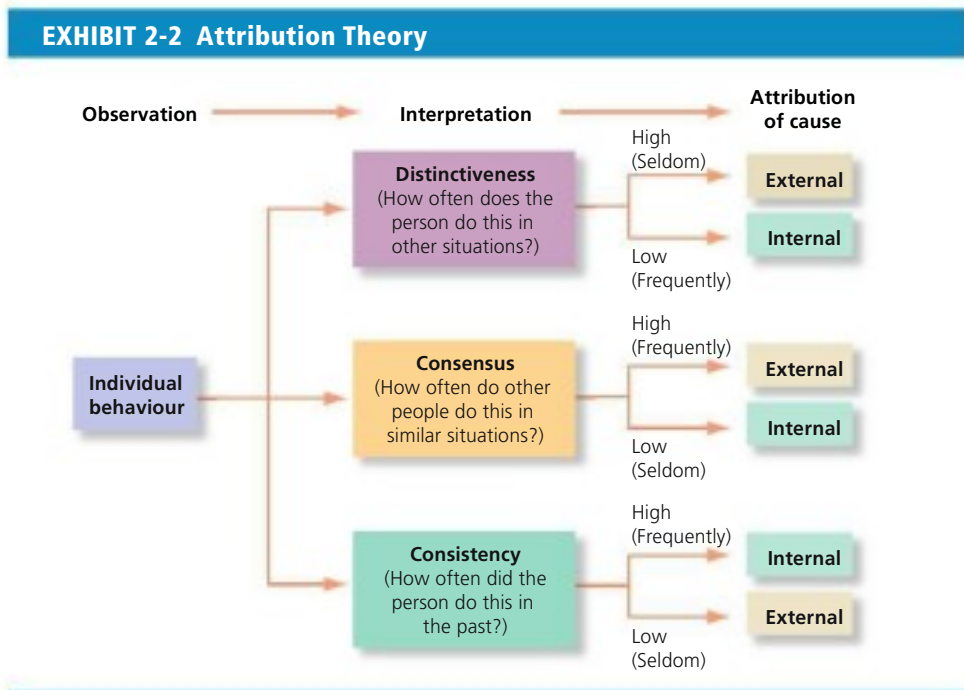 EXHIBIT 2-2 Attribution Theory
Observation
Interpretation
Attribution
of cause
Individual
behaviour
Distinctiveness
(How often does the
person do this in
other situations?)
High
(Seldom)
External
Internal
Low
(Frequently)
Consensus
(How often do other
people do this in
similar situations?)
High
(Frequently)
External
Internal
Low
(Seldom)
Consistency
(How often did the
person do this in
the past?)
High
(Frequently)
Internal
External
Low
(Seldom)